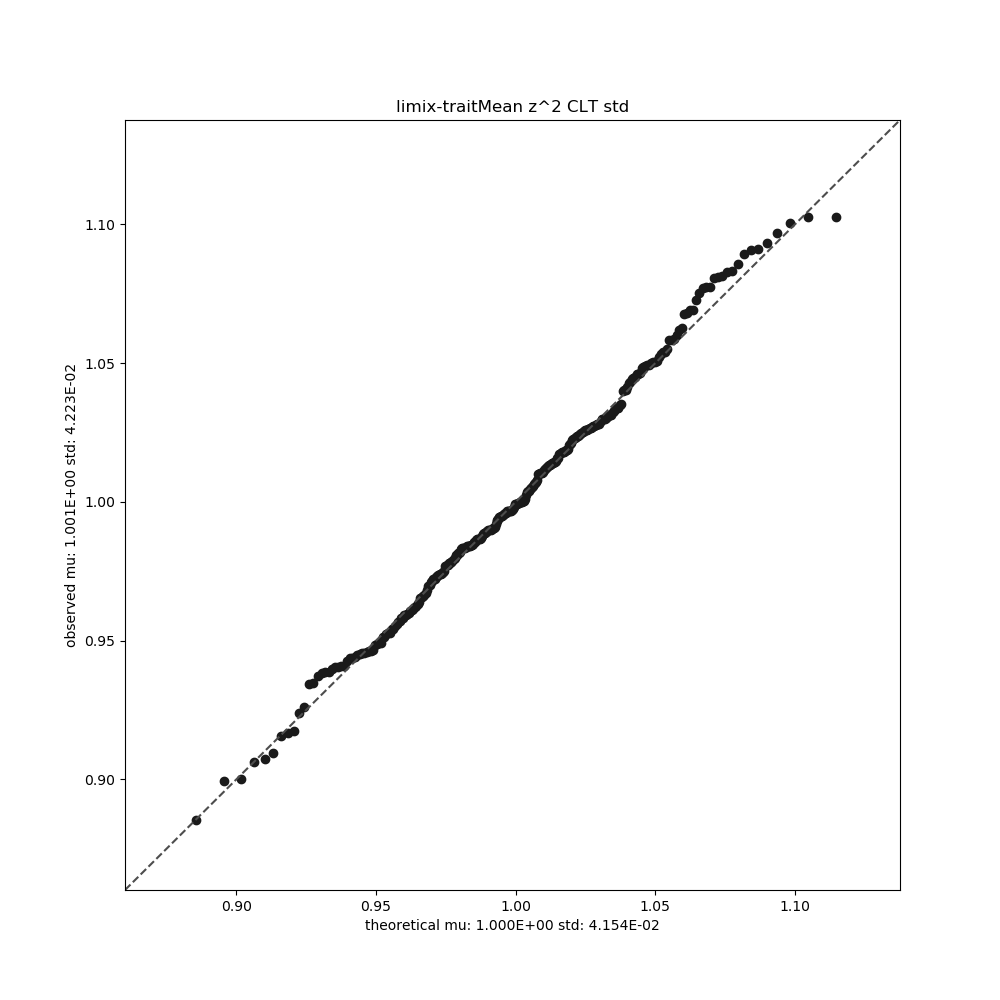 limix-traitMean z^2 CLT std
1.10
1.05
1.00
0.95
0.90
observed mu: 1.001E+00 std: 4.223E-02
0.90 0.95 1.00 1.05 1.10
theoretical mu: 1.000E+00 std: 4.154E-02